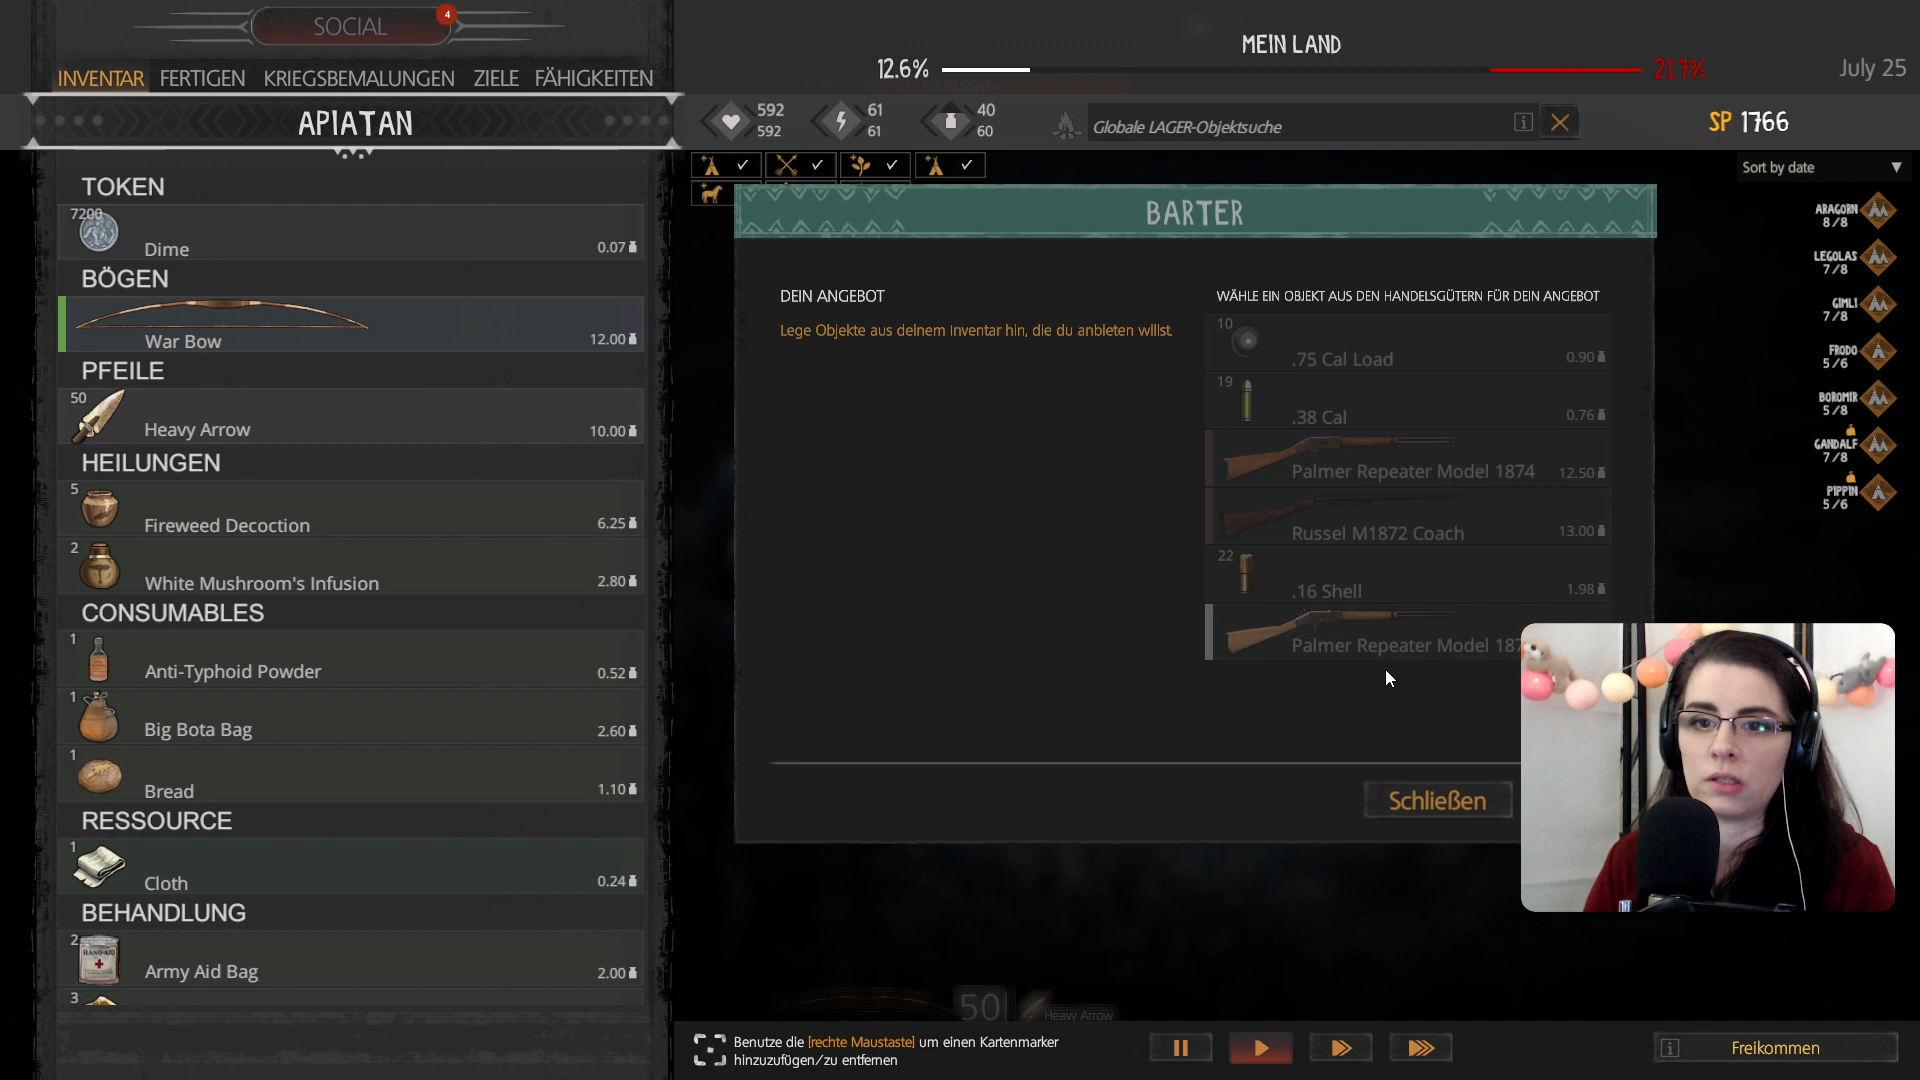 SOCIAL
4
INVENTAR FERTIGEN KRIEGSBEMALUNGEN ZIELE FÄHIGKEITEN
APIATAN
TOKEN
7200
Dime
0.07
BÖGEN
War Bow
12.00
PFEILE
50
Heavy Arrow
10.00
HEILUNGEN
5
Fireweed Decoction
6.25
2
White Mushroom's Infusion
2.80
CONSUMABLES
1
Anti-Typhoid Powder
0.52
1
Big Bota Bag
2.60
1
Bread
1.10
RESSOURCE
1
Cloth
0.24
BEHANDLUNG
2
Army Aid Bag
2.00
3
MEIN LAND
12.6%
21.7%
July 25
592
592
61
61
40
60
Globale LAGER-Objektsuche
SP 1766
Sort by date
BARTER
DEIN ANGEBOT
Lege Objekte aus deinem Inventar hin, die du anbieten willst.
WÄHLE EIN OBJEKT AUS DEN HANDELSGÜTERN FÜR DEIN ANGEBOT
10
.75 Cal Load
0.90
19
.38 Cal
0.76
Palmer Repeater Model 1874
12.50
Russel M1872 Coach
13.00
22
.16 Shell
1.98
Palmer Repeater Model 187
Schließen
ARAGORN
8/8
LEGOLAS
7/8
GIMLI
7/8
FRODO
5/6
BOROMIR
5/8
GANDALF
7/8
PIPPIN
5/6
50
Heavy Arrow
Benutze die [rechte Maustaste] um einen Kartenmarker
hinzuzufügen/zu entfernen
Freikommen